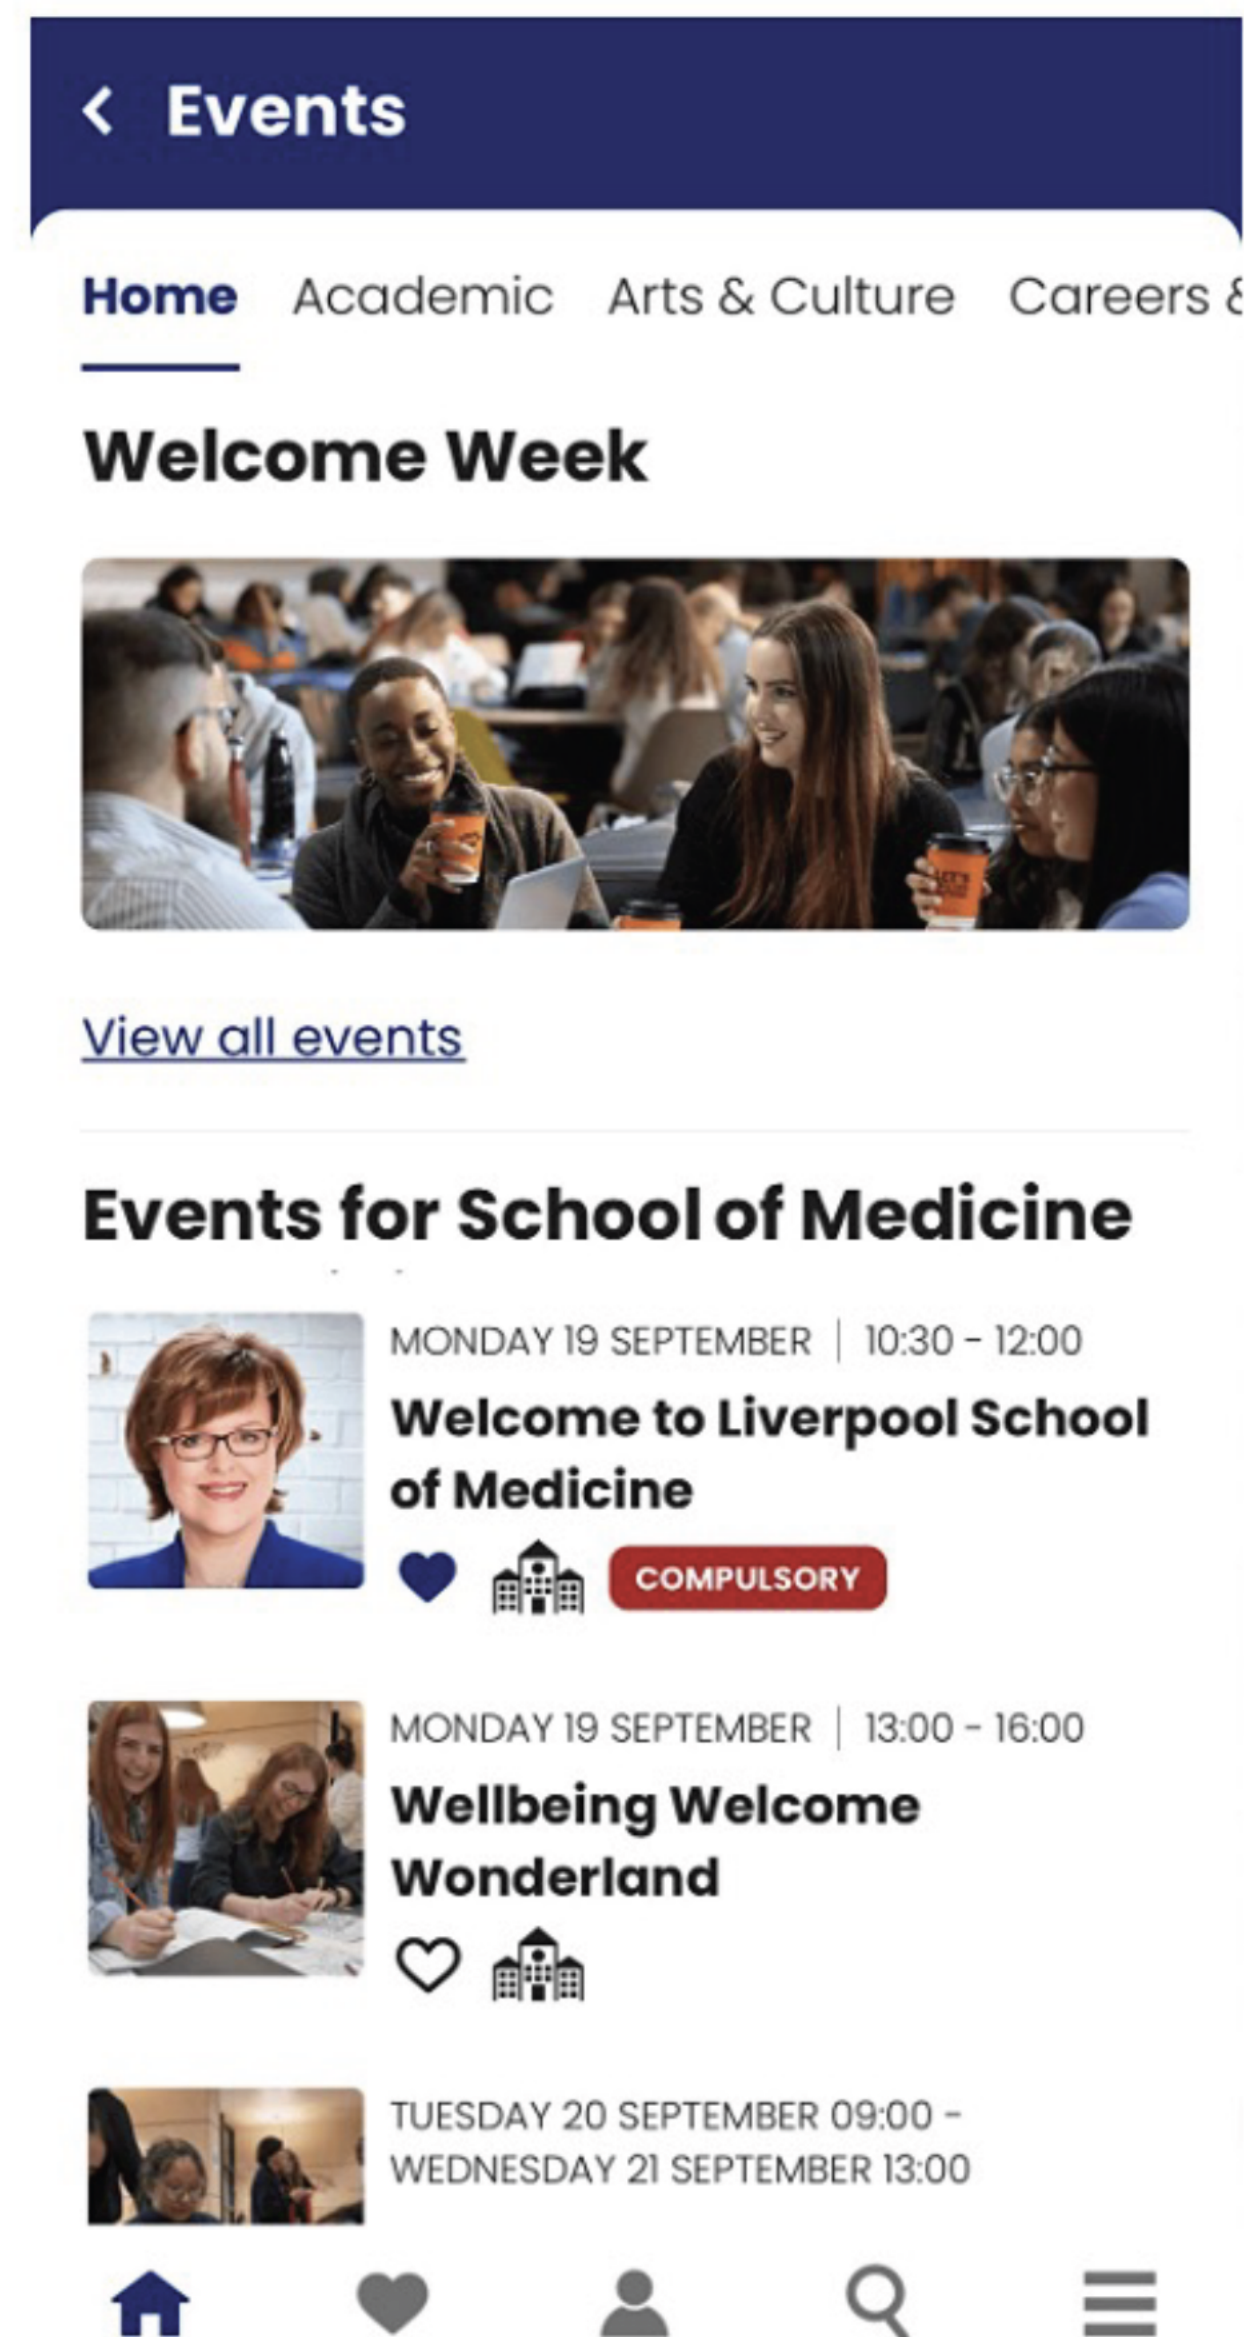 Events
Home Academic Arts & Culture Careers &
Welcome Week
LET'S
View all events
Events for School of Medicine
MONDAY 19 SEPTEMBER | 10:30 - 12:00
Welcome to Liverpool School
of Medicine
COMPULSORY
MONDAY 19 SEPTEMBER | 13:00 - 16:00
Wellbeing Welcome
Wonderland
TUESDAY 20 SEPTEMBER 09:00 -
WEDNESDAY 21 SEPTEMBER 13:00